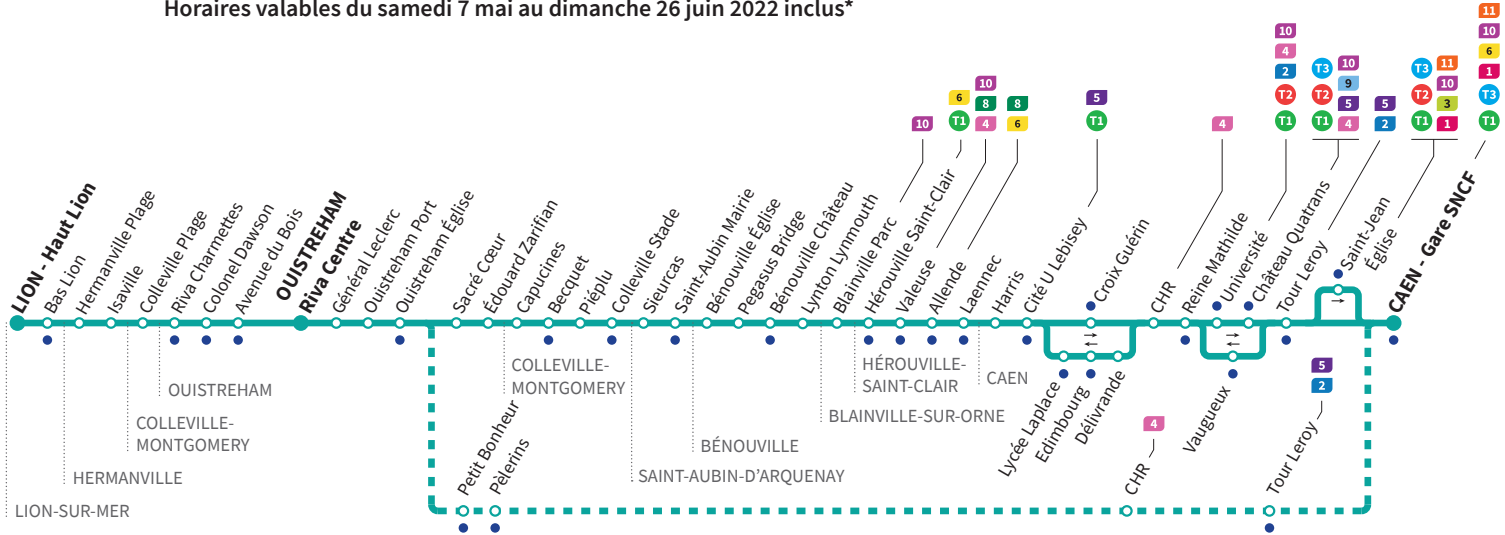 Horaires valables du samedi 7 mai au dimanche 26 juin 2022 inclus*
LION - Haut Lion
Bas Lion
Hermanville Plage
Isaville
Colleville Plage
Riva Charmettes
Colonel Dawson
Avenue du Bois
OUISTREHAM
Riva Centre
Général Leclerc
Ouistreham Port
Ouistreham Église
Sacré Cœur
Édouard Zarifian
Capucines
Becquet
Piéplu
Colleville Stade
Sieurcas
Saint-Aubin Mairie
Bénouville Église
Pegasus Bridge
Bénouville Château
Lynton Lynmouth
Blainville Parc
10
Hérouville Saint-Clair
6
T1
Valeuse
10
8
4
Allende
8
6
Laennec
Harris
Cité U Lebisey
5
T1
Croix Guérin
CHR
4
Reine Mathilde
Université
10
4
2
T2
T1
Château Quatrans
T3
T2
T1
10
9
5
4
Tour Leroy
5
2
Saint-Jean
Église
T3
T2
T1
11
10
3
1
CAEN - Gare SNCF
11
10
6
1
T3
T1
Lycée Laplace
Edimbourg
Délivrande
Vaugueux
LION-SUR-MER
HERMANVILLE
COLLEVILLE-
MONTGOMERY
OUISTREHAM
COLLEVILLE-
MONTGOMERY
SAINT-AUBIN-D'ARQUENAY
BÉNOUVILLE
BLAINVILLE-SUR-ORNE
HÉROUVILLE-
SAINT-CLAIR
CAEN
Petit Bonheur
Pèlerins
CHR
4
Tour Leroy
5
2